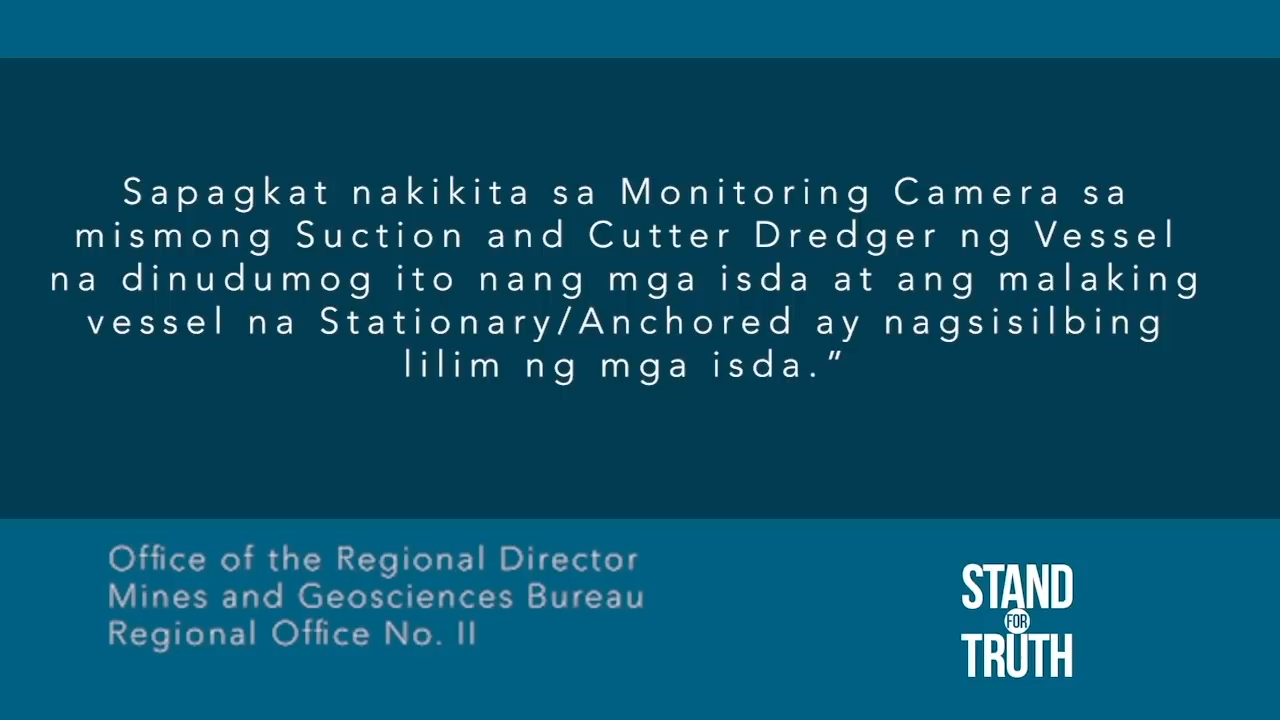 Sapagkat nakikita sa Monitoring Camera sa
mismong Suction and Cutter Dredger ng Vessel
na dinudumog ito nang mga isda at ang malaking
vessel na Stationary/Anchored ay nagsisilbing
lilim ng mga isda.”
Office of the Regional Director
Mines and Geosciences Bureau
Regional Office No. II
STAND
FOR
TRUTH